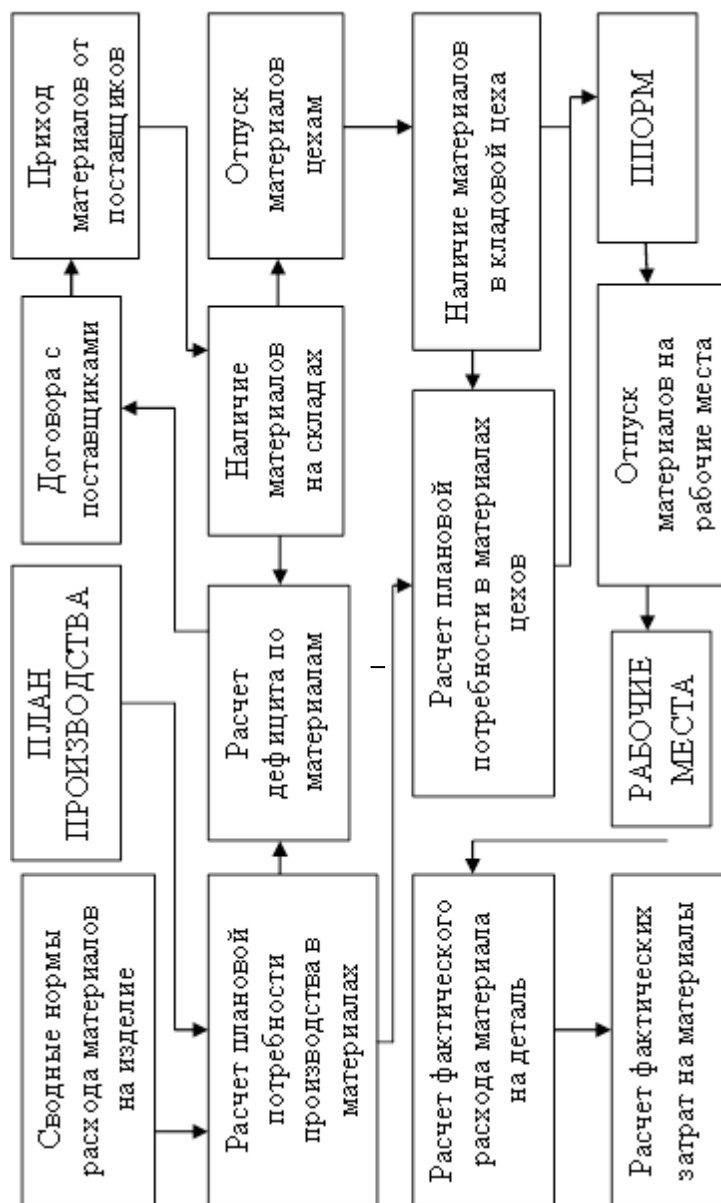 Сводные нормы
расхода материалов
на изделие
ПЛАН
ПРОИЗВОДСТВА
Договора с
поставщиками
Приход
материалов от
поставщиков
Расчет плановой
потребности
производства в
материалах
Расчет
дефицита по
материалам
Наличие
материалов
на складах
Отпуск
материалов
цехам
Расчет фактического
расхода материала
на деталь
Расчет плановой
потребности в материалах
цехов
Наличие материалов
в кладовой цеха
Расчет фактических
затрат на материалы
РАБОЧИЕ
МЕСТА
Отпуск
материалов на
рабочие места
ППОРМ